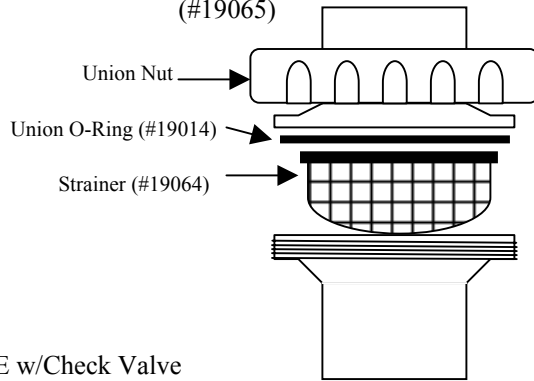 (#19065)
Union Nut
Union O-Ring (#19014)
Strainer (#19064)
E w/Check Valve